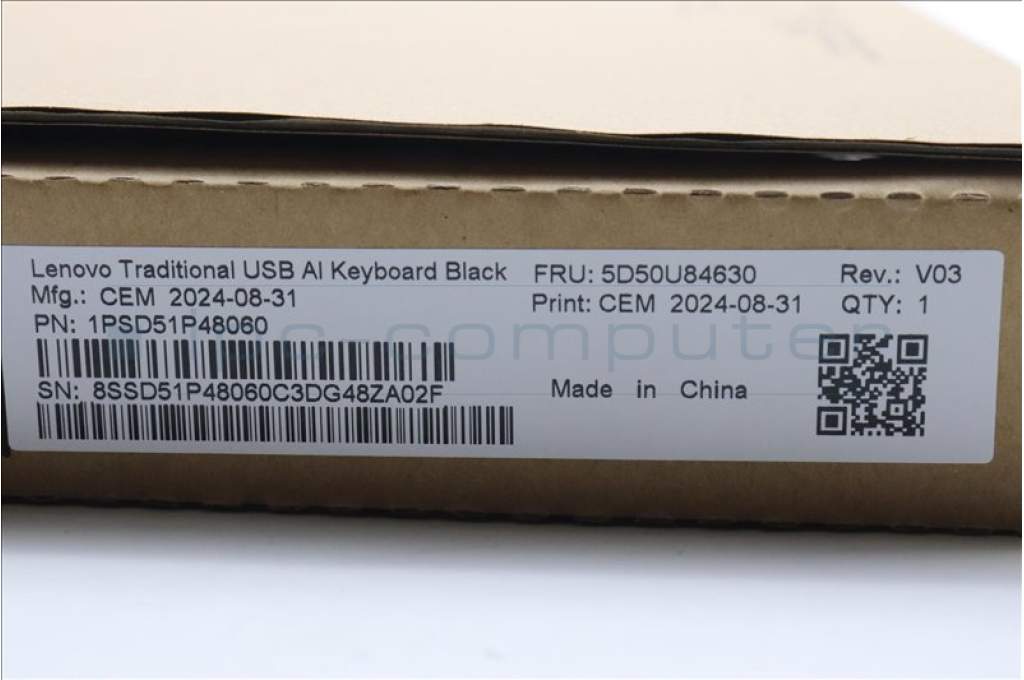 Lenovo Traditional USB AI Keyboard Black FRU: 5D50U84630 Rev.: V03
Mfg.: CEM 2024-08-31 Print: CEM 2024-08-31 QTY: 1
PN: 1PSD51P48060
SN: 8SSD51P48060C3DG48ZA02F
Made in China